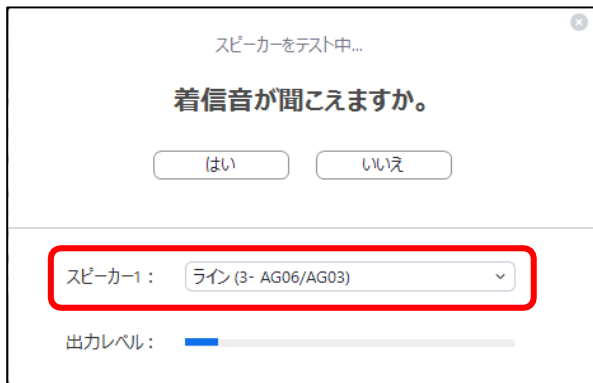 スピーカーをテスト中...
着信音が聞こえますか。
はい いいえ
スピーカー1： ライン (3- AG06/AG03)
出力レベル：